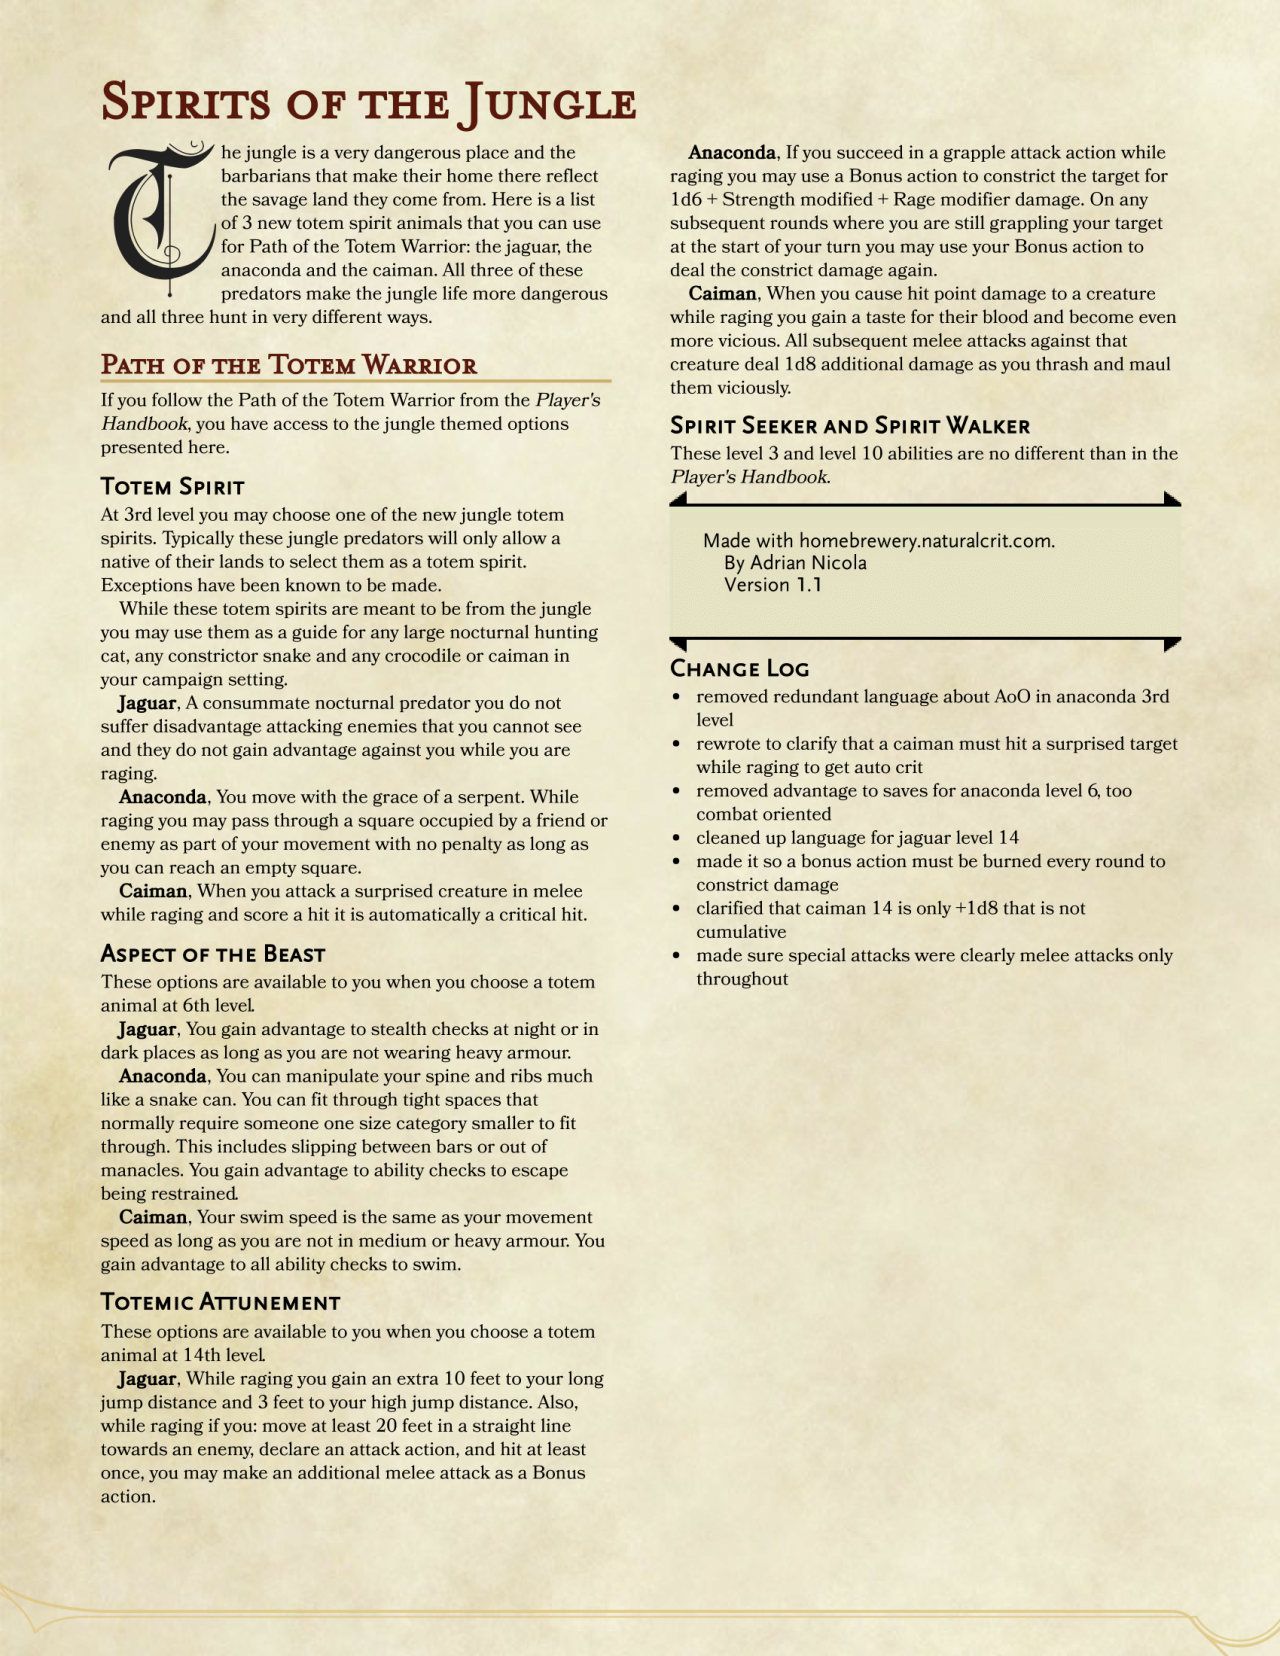 Spirits of the Jungle
The jungle is a very dangerous place and the
barbarians that make their home there reflect
the savage land they come from. Here is a list
of 3 new totem spirit animals that you can use
for Path of the Totem Warrior: the jaguar, the
anaconda and the caiman. All three of these
predators make the jungle life more dangerous
and all three hunt in very different ways.
Path of the Totem Warrior
If you follow the Path of the Totem Warrior from the Player's
Handbook, you have access to the jungle themed options
presented here.
Totem Spirit
At 3rd level you may choose one of the new jungle totem
spirits. Typically these jungle predators will only allow a
native of their lands to select them as a totem spirit.
Exceptions have been known to be made.
While these totem spirits are meant to be from the jungle
you may use them as a guide for any large nocturnal hunting
cat, any constrictor snake and any crocodile or caiman in
your campaign setting.
Jaguar, A consummate nocturnal predator you do not
suffer disadvantage attacking enemies that you cannot see
and they do not gain advantage against you while you are
raging.
Anaconda, You move with the grace of a serpent. While
raging you may pass through a square occupied by a friend or
enemy as part of your movement with no penalty as long as
you can reach an empty square.
Caiman, When you attack a surprised creature in melee
while raging and score a hit it is automatically a critical hit.
Aspect of the Beast
These options are available to you when you choose a totem
animal at 6th level.
Jaguar, You gain advantage to stealth checks at night or in
dark places as long as you are not wearing heavy armour.
Anaconda, You can manipulate your spine and ribs much
like a snake can. You can fit through tight spaces that
normally require someone one size category smaller to fit
through. This includes slipping between bars or out of
manacles. You gain advantage to ability checks to escape
being restrained.
Caiman, Your swim speed is the same as your movement
speed as long as you are not in medium or heavy armour. You
gain advantage to all ability checks to swim.
Totemic Attunement
These options are available to you when you choose a totem
animal at 14th level.
Jaguar, While raging you gain an extra 10 feet to your long
jump distance and 3 feet to your high jump distance. Also,
while raging if you: move at least 20 feet in a straight line
towards an enemy, declare an attack action, and hit at least
once, you may make an additional melee attack as a Bonus
action.
Anaconda, If you succeed in a grapple attack action while
raging you may use a Bonus action to constrict the target for
1d6 + Strength modified + Rage modifier damage. On any
subsequent rounds where you are still grappling your target
at the start of your turn you may use your Bonus action to
deal the constrict damage again.
Caiman, When you cause hit point damage to a creature
while raging you gain a taste for their blood and become even
more vicious. All subsequent melee attacks against that
creature deal 1d8 additional damage as you thrash and maul
them viciously.
Spirit Seeker and Spirit Walker
These level 3 and level 10 abilities are no different than in the
Player's Handbook.
Made with homebrewery.naturalcrit.com.
By Adrian Nicola
Version 1.1
Change Log
• removed redundant language about AoO in anaconda 3rd
level
• rewrote to clarify that a caiman must hit a surprised target
while raging to get auto crit
• removed advantage to saves for anaconda level 6, too
combat oriented
• cleaned up language for jaguar level 14
• made it so a bonus action must be burned every round to
constrict damage
• clarified that caiman 14 is only +1d8 that is not
cumulative
• made sure special attacks were clearly melee attacks only
throughout